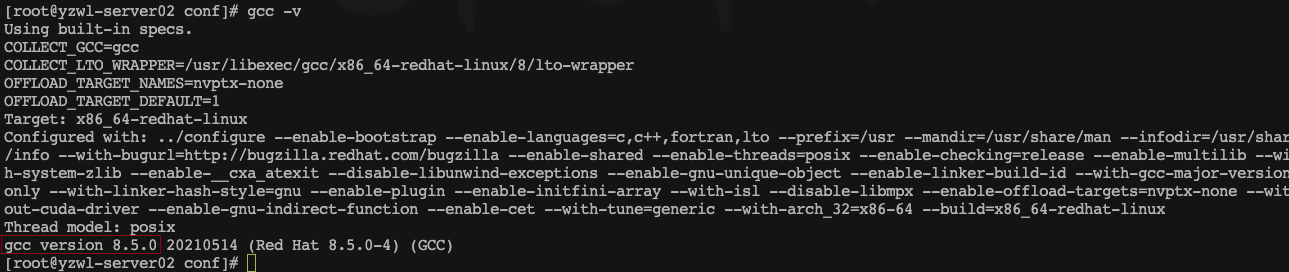 [root@yzwl-server02 conf]# gcc -v
Using built-in specs.
COLLECT_GCC=gcc
COLLECT_LTO_WRAPPER=/usr/libexec/gcc/x86_64-redhat-linux/8/lto-wrapper
OFFLOAD_TARGET_NAMES=nvptx-none
OFFLOAD_TARGET_DEFAULT=1
Target: x86_64-redhat-linux
Configured with: ../configure --enable-bootstrap --enable-languages=c,c++,fortran,lto --prefix=/usr --mandir=/usr/share/man --infodir=/usr/shar
/info --with-bugurl=http://bugzilla.redhat.com/bugzilla --enable-shared --enable-threads=posix --enable-checking=release --enable-multilib --wi
h-system-zlib --enable-__cxa_atexit --disable-libunwind-exceptions --enable-gnu-unique-object --enable-linker-build-id --with-gcc-major-version
only --with-linker-hash-style=gnu --enable-plugin --enable-initfini-array --with-isl --disable-libmpx --enable-offload-targets=nvptx-none --wit
out-cuda-driver --enable-gnu-indirect-function --enable-cet --with-tune=generic --with-arch_32=x86-64 --build=x86_64-redhat-linux
Thread model: posix
gcc version 8.5.0 20210514 (Red Hat 8.5.0-4) (GCC)
[root@yzwl-server02 conf]#